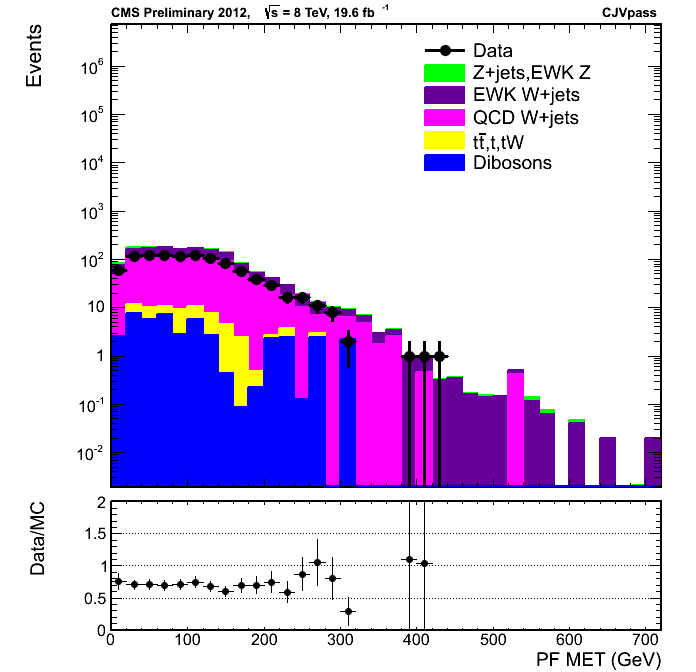 CMS Preliminary 2012, √s = 8 TeV, 19.6 fb⁻¹ CJVpass
Events
Data
Z+jets,EWK Z
EWK W+jets
QCD W+jets
tt̄,t,tW
Dibosons
10⁶
10⁵
10⁴
10³
10²
10
1
10⁻¹
10⁻²
Data/MC
2
1.5
1
0.5
0
0 100 200 300 400 500 600 700
PF MET (GeV)